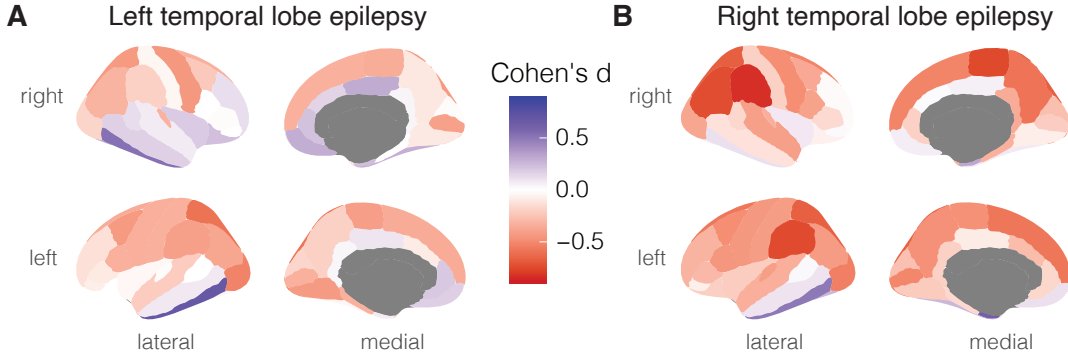 A Left temporal lobe epilepsy
B Right temporal lobe epilepsy
right
Cohen's d
0.5
0.0
−0.5
right
left
left
lateral
medial
lateral
medial